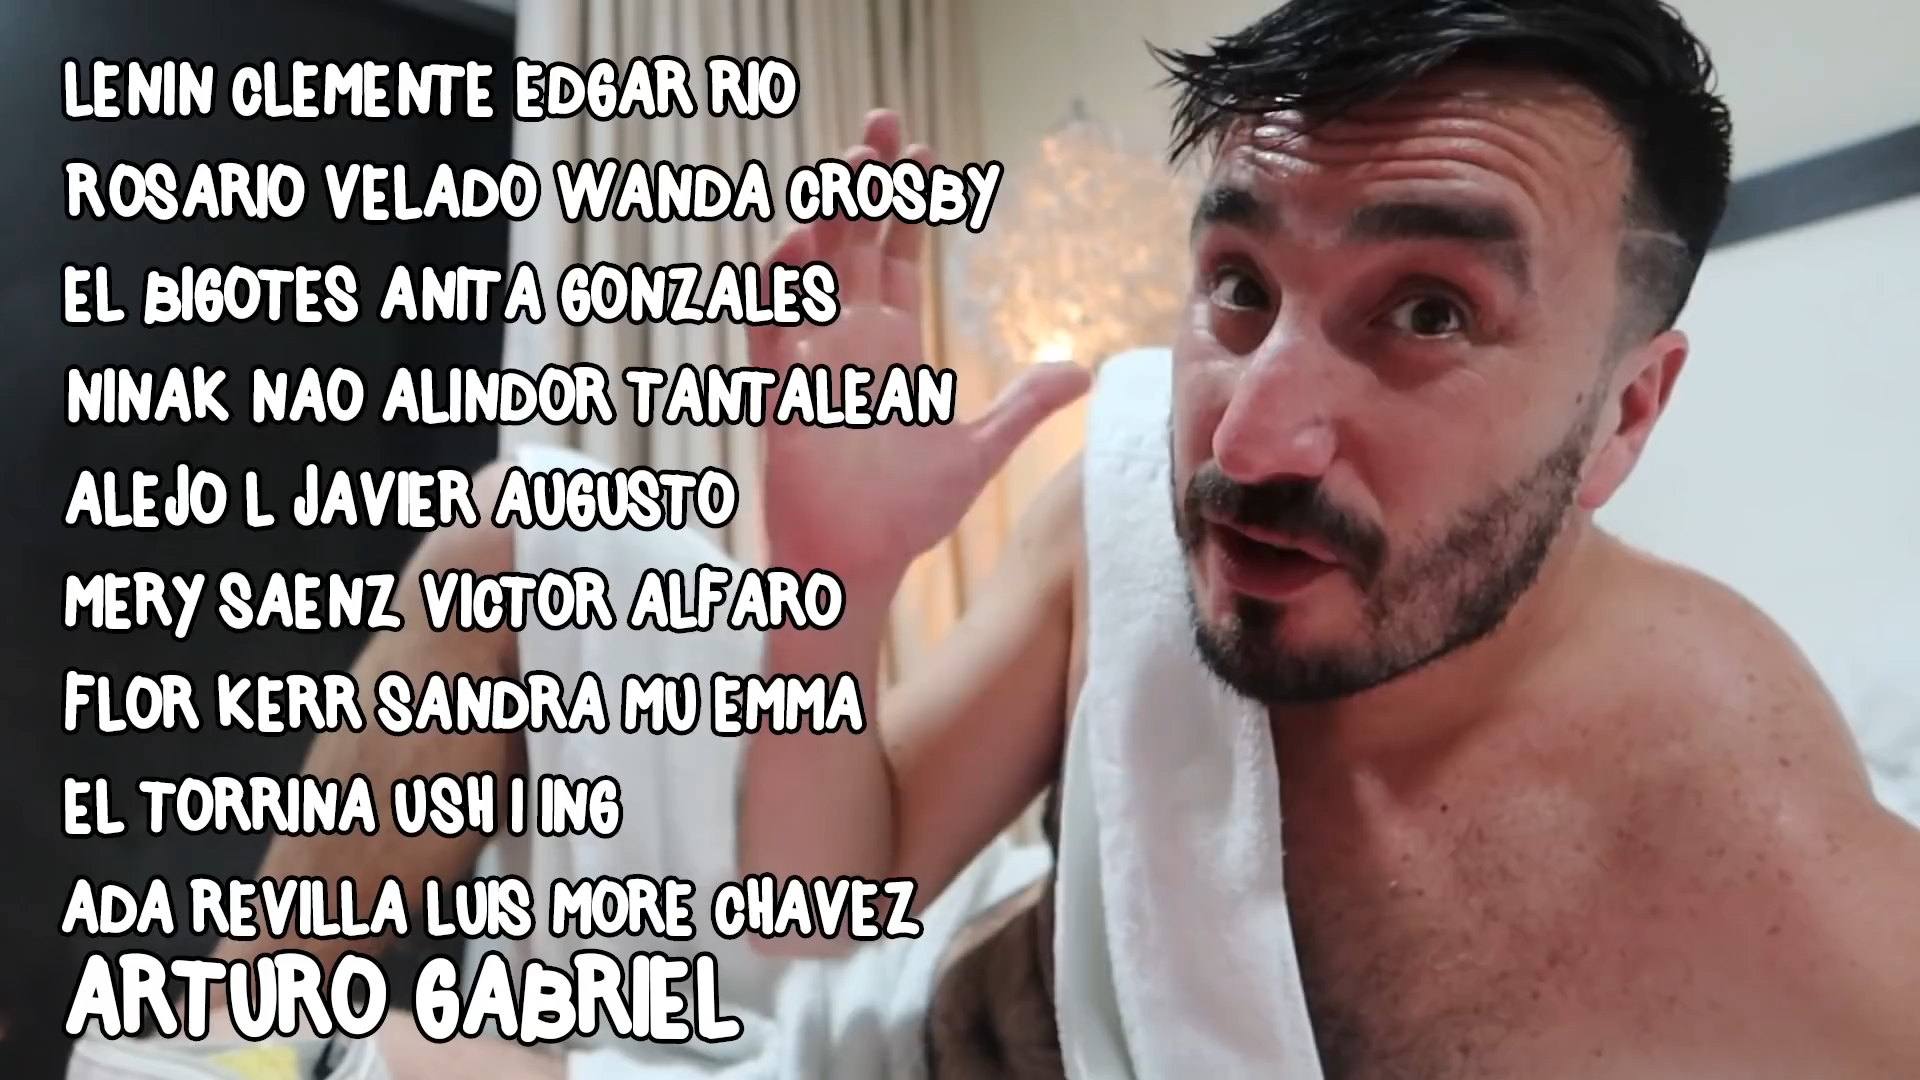 LENIN CLEMENTE EDGAR RIO
ROSARIO VELADO WANDA CROSBY
EL BIGOTES ANITA GONZALES
NINAK NAO ALINDOR TANTALEAN
ALEJO L JAVIER AUGUSTO
MERY SAENZ VICTOR ALFARO
FLOR KERR SANDRA MU EMMA
EL TORRINA USH I ING
ADA REVILLA LUIS MORE CHAVEZ
ARTURO GABRIEL